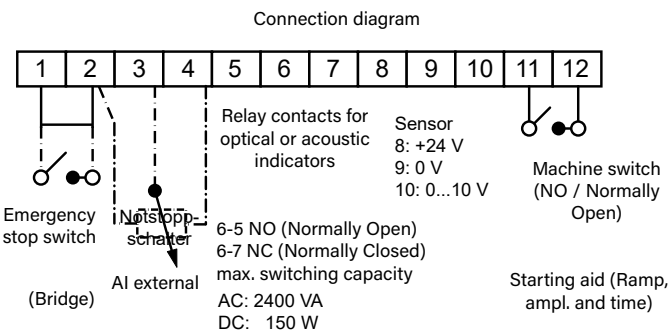 Connection diagram
1 2 3 4 5 6 7 8 9 10 11 12
Relay contacts for
optical or acoustic
indicators
Sensor
8: +24 V
9: 0 V
10: 0...10 V
Machine switch
(NO / Normally
Open)
Emergency
stop switch
(Bridge)
Notstopp-
schalter
AI external
6-5 NO (Normally Open)
6-7 NC (Normally Closed)
max. switching capacity
AC: 2400 VA
DC: 150 W
Starting aid (Ramp,
ampl. and time)